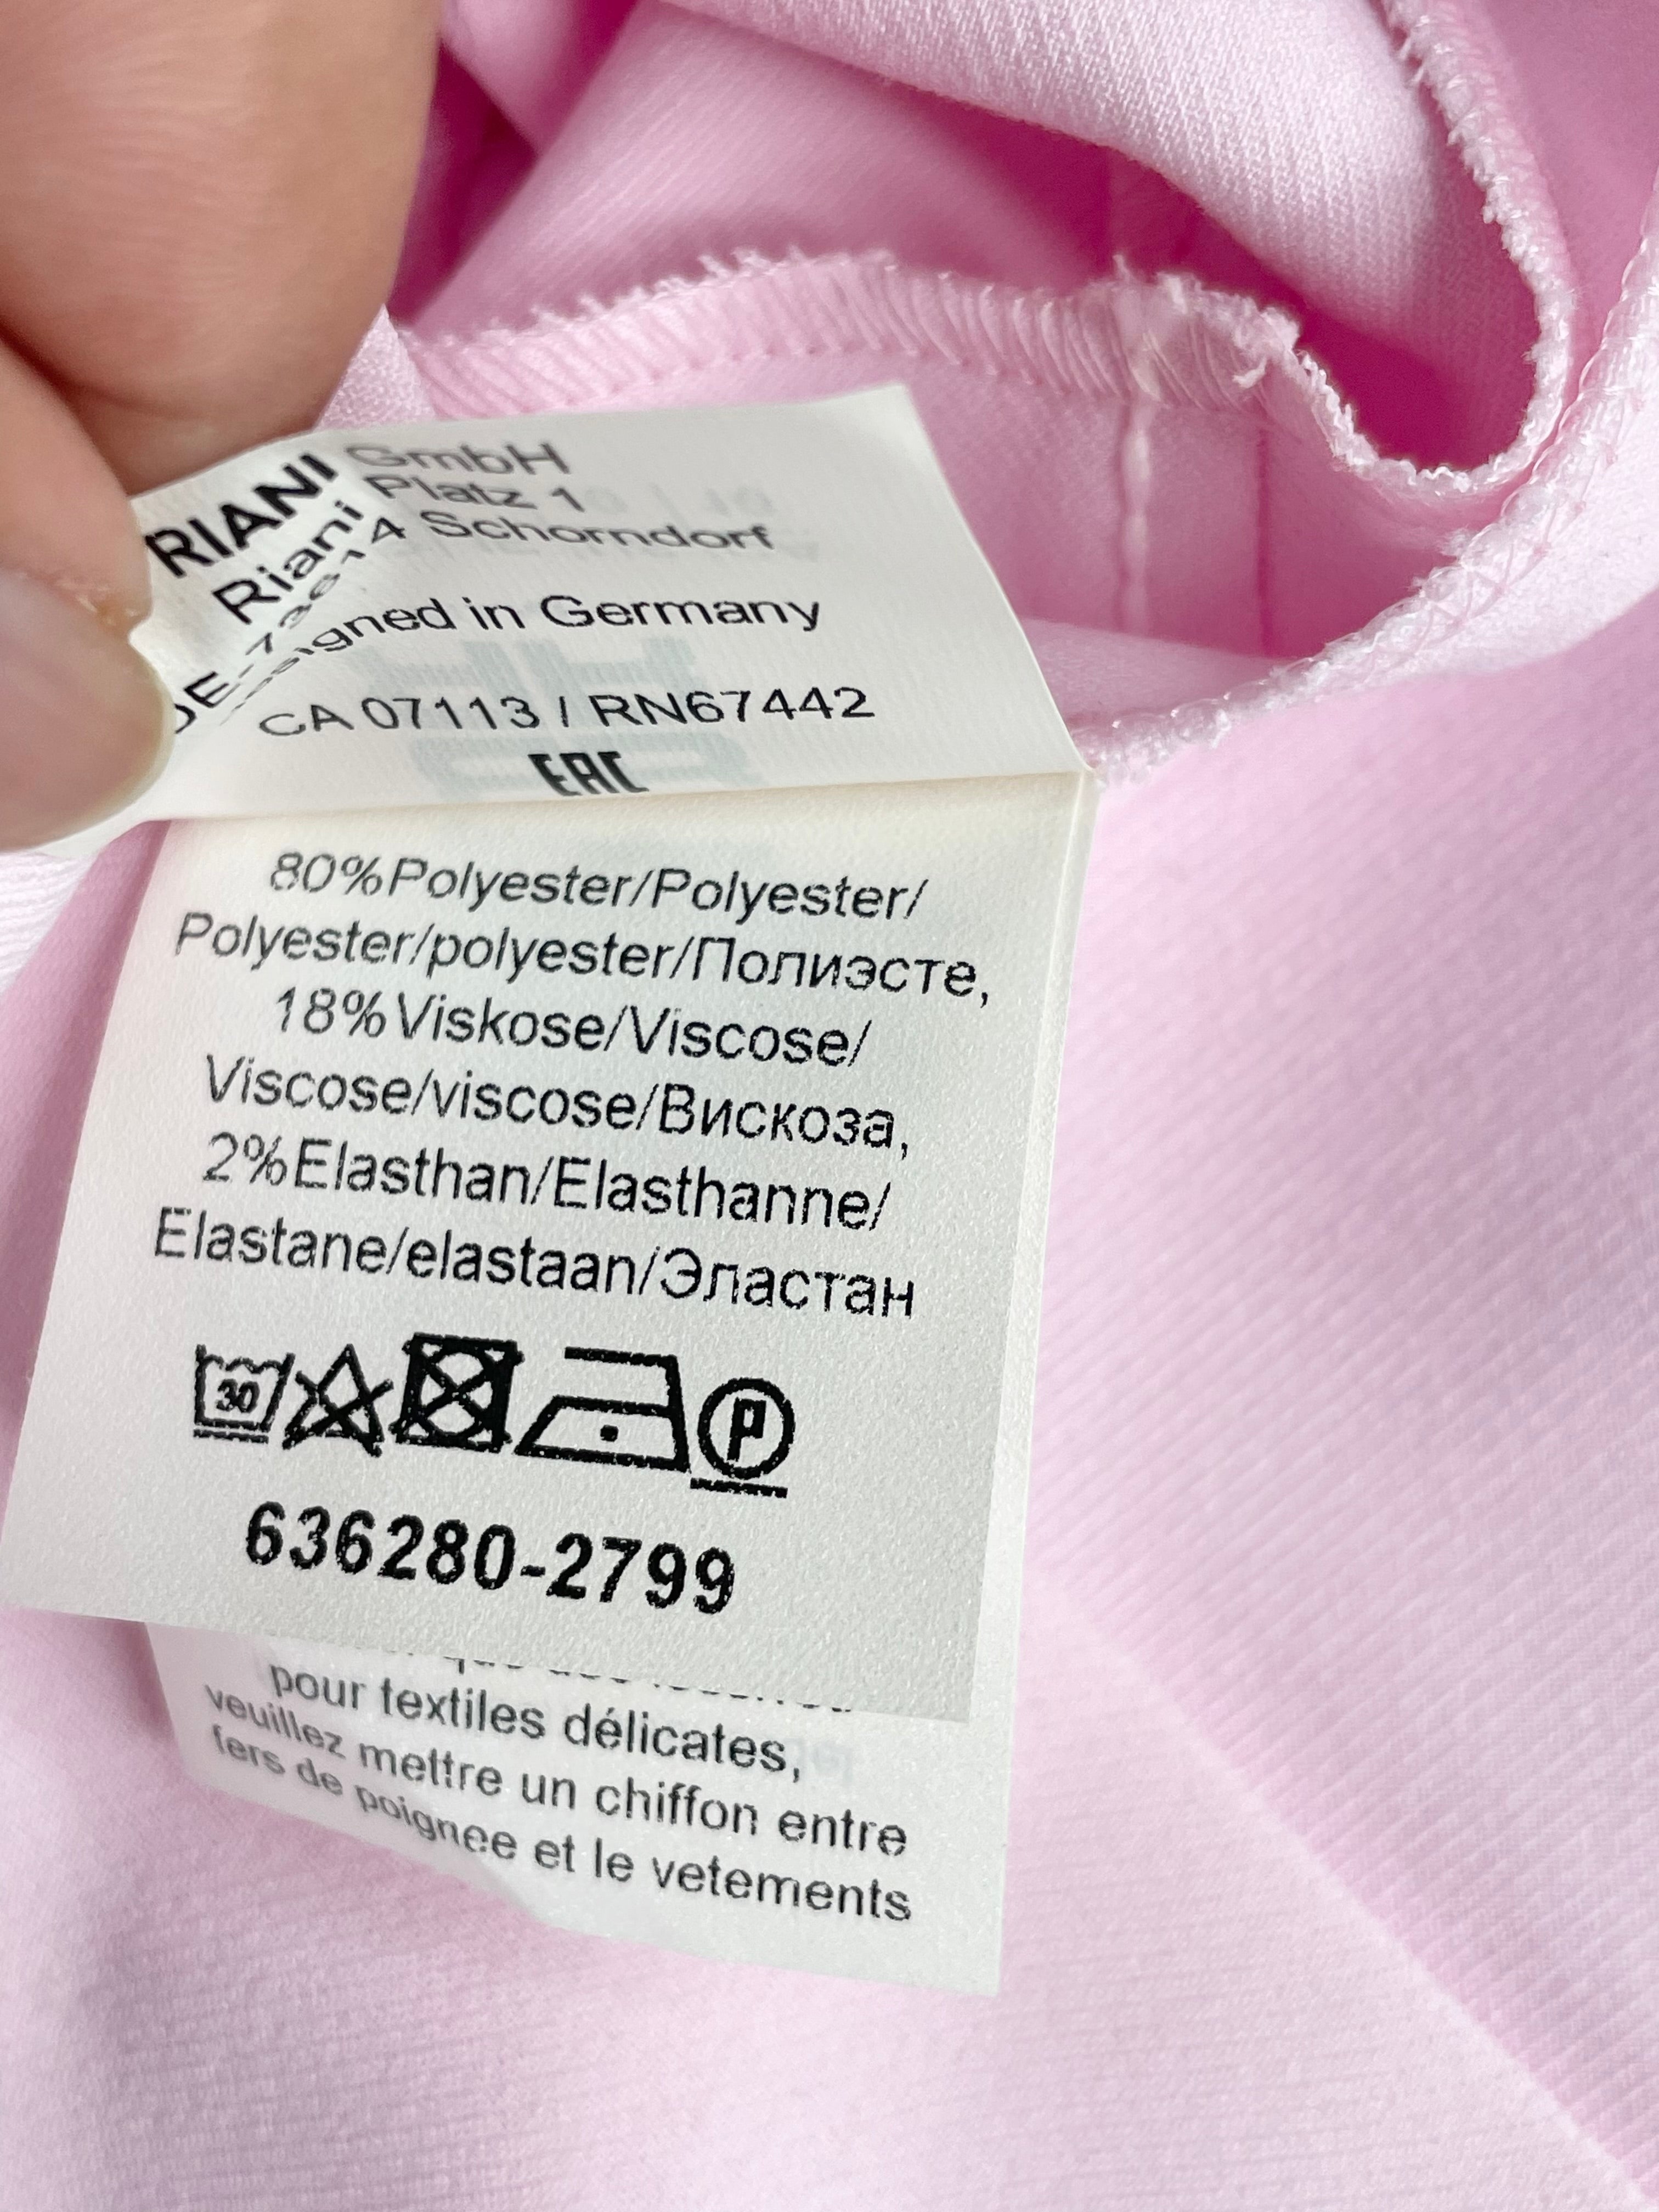 RIANI GmbH
Riani Platz 1
DE-73614 Schorndorf
Designed in Germany
CA 07113 / RN67442
EAC
80%Polyester/Polyester/
Polyester/polyester/Полиэсте,
18%Viskose/Viscose/
Viscose/viscose/Вискоза,
2%Elasthan/Elasthanne/
Elastane/elastaan/Эластан
30
P
636280-2799
que des
pour textiles délicates,
veuillez mettre un chiffon entre
fers de poignee et le vetements